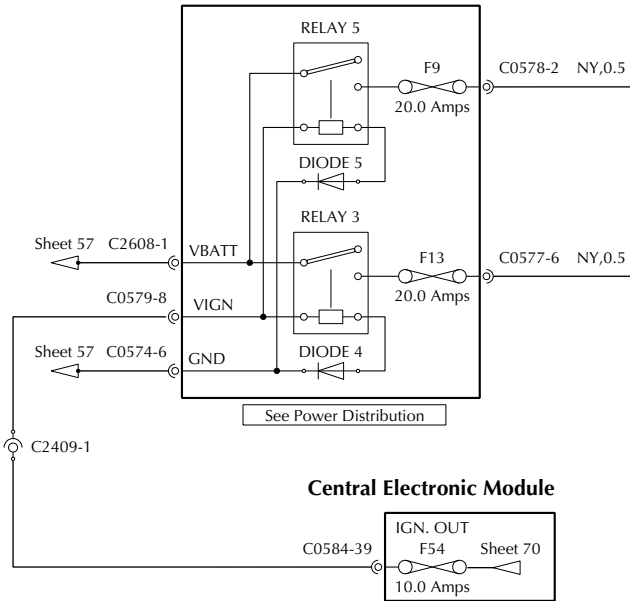 RELAY 5
F9
C0578-2 NY,0.5
20.0 Amps
DIODE 5
RELAY 3
Sheet 57 C2608-1
VBATT
F13
C0577-6 NY,0.5
C0579-8
VIGN
20.0 Amps
Sheet 57 C0574-6
GND
DIODE 4
See Power Distribution
C2409-1
Central Electronic Module
IGN. OUT
C0584-39
F54
Sheet 70
10.0 Amps